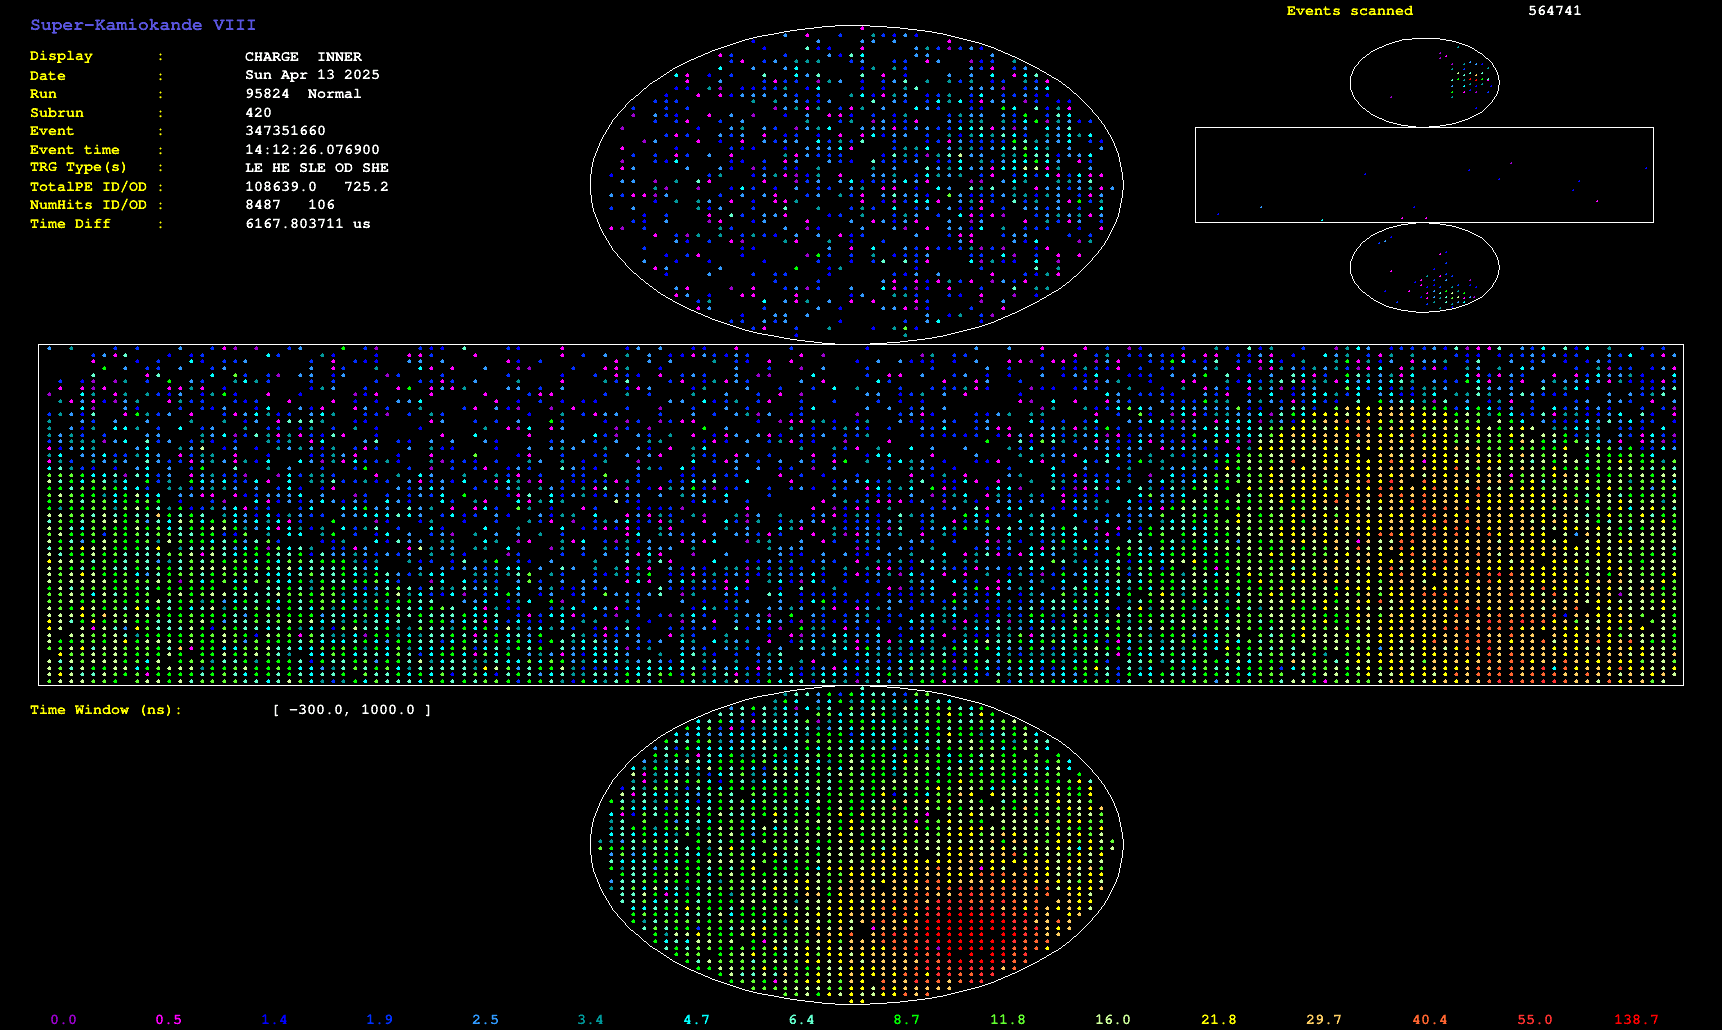 Super-Kamiokande VIII
Events scanned 564741
Display : CHARGE INNER
Date : Sun Apr 13 2025
Run : 95824 Normal
Subrun : 420
Event : 347351660
Event time : 14:12:26.076900
TRG Type(s) : LE HE SLE OD SHE
TotalPE ID/OD : 108639.0 725.2
NumHits ID/OD : 8487 106
Time Diff : 6167.803711 us
Time Window (ns): [ -300.0, 1000.0 ]
0.0 0.5 1.4 1.9 2.5 3.4 4.7 6.4 8.7 11.8 16.0 21.8 29.7 40.4 55.0 138.7